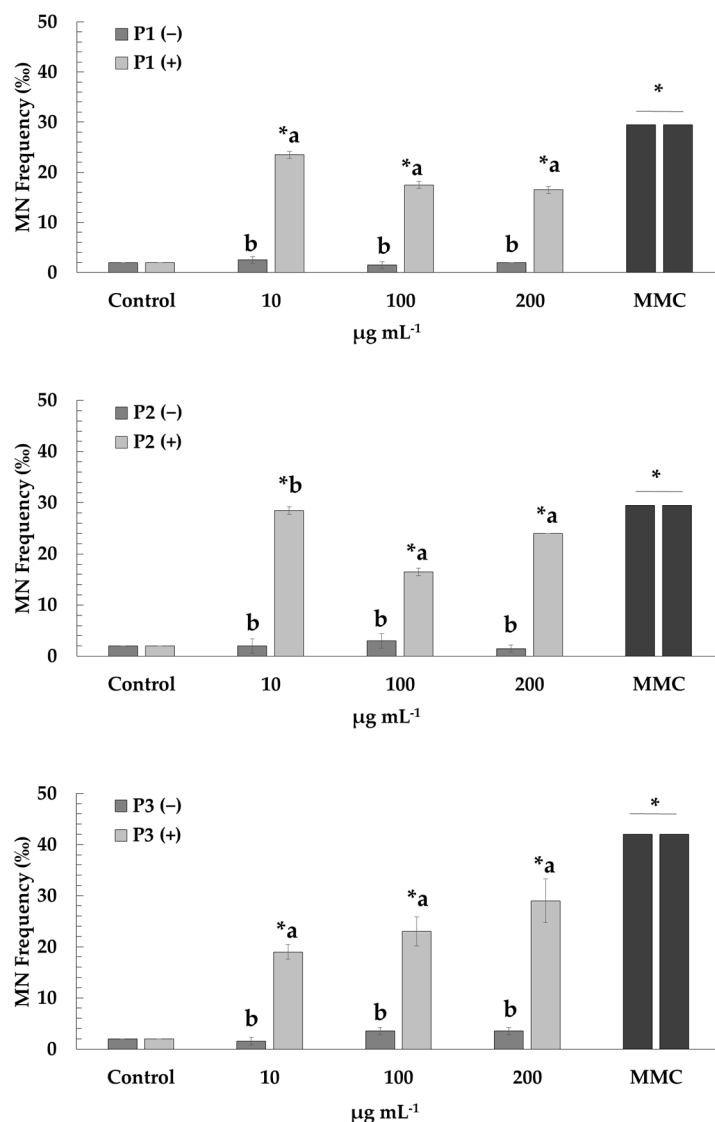 P1 (−)
P1 (+)
MN Frequency (‰)
50
40
30
20
10
0
b
*a
b
*a
b
*a
*
Control
10
100
200
MMC
µg mL⁻¹
P2 (−)
P2 (+)
MN Frequency (‰)
50
40
30
20
10
0
b
*b
b
*a
b
*a
*
Control
10
100
200
MMC
µg mL⁻¹
P3 (−)
P3 (+)
MN Frequency (‰)
50
40
30
20
10
0
b
*a
b
*a
b
*a
*
Control
10
100
200
MMC
µg mL⁻¹